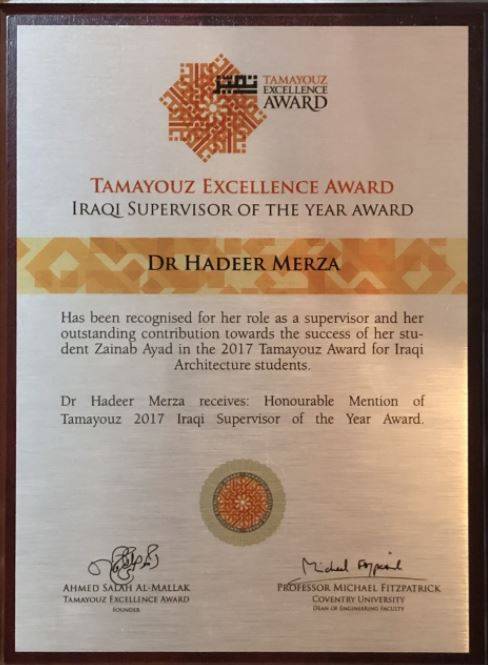 تميز
TAMAYOUZ
EXCELLENCE
AWARD
TAMAYOUZ EXCELLENCE AWARD
IRAQI SUPERVISOR OF THE YEAR AWARD
DR HADEER MERZA
Has been recognised for her role as a supervisor and her
outstanding contribution towards the success of her stu-
dent Zainab Ayad in the 2017 Tamayouz Award for Iraqi
Architecture students.
Dr Hadeer Merza receives: Honourable Mention of
Tamayouz 2017 Iraqi Supervisor of the Year Award.
AHMED SALAH AL-MALLAK
TAMAYOUZ EXCELLENCE AWARD
FOUNDER
Michael Fitzpatrick
PROFESSOR MICHAEL FITZPATRICK
COVENTRY UNIVERSITY
DEAN OF ENGINEERING FACULTY